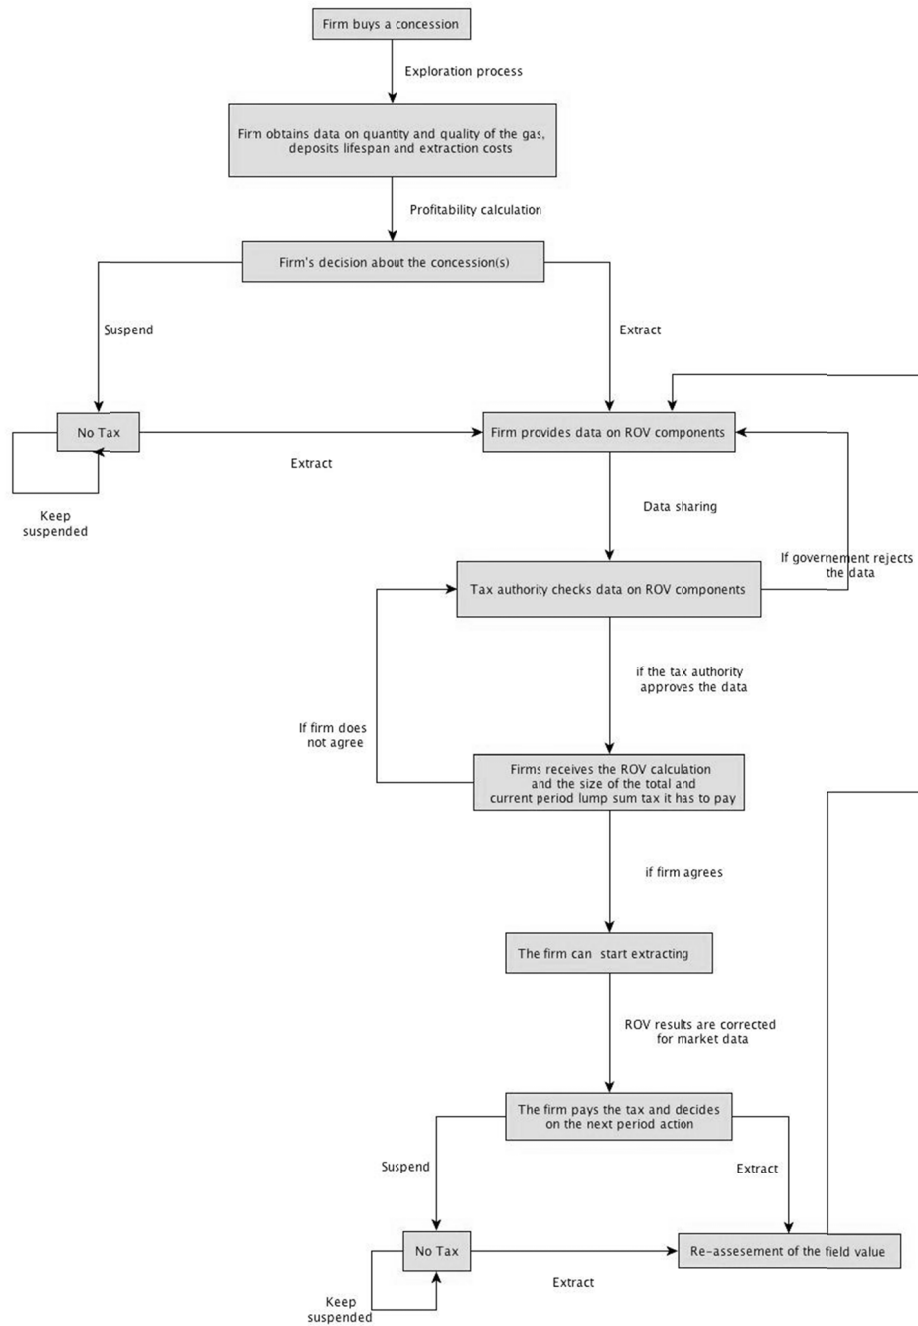 Firm buys a concession
Exploration process
Firm obtains data on quantity and quality of the gas,
deposits lifespan and extraction costs
Profitability calculation
Firm's decision about the concession(s)
Suspend
Extract
No Tax
Firm provides data on ROV components
Extract
Keep
suspended
Data sharing
If governement rejects
the data
Tax authority checks data on ROV components
if the tax authority
approves the data
If firm does
not agree
Firms receives the ROV calculation
and the size of the total and
current period lump sum tax it has to pay
if firm agrees
The firm can start extracting
ROV results are corrected
for market data
The firm pays the tax and decides
on the next period action
Suspend
Extract
No Tax
Re-assesement of the field value
Extract
Keep
suspended